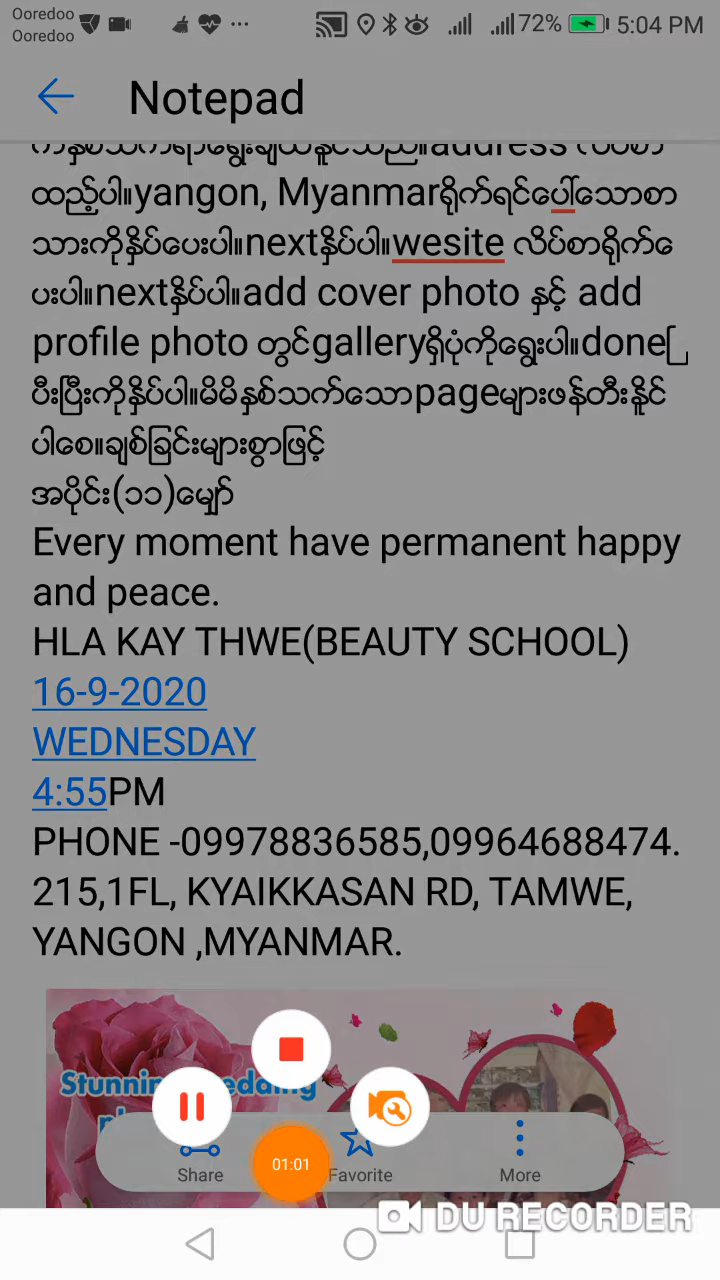 Ooredoo
Ooredoo
72% 5:04 PM
Notepad
ထည့်ပါ။yangon, Myanmarရိုက်ရင်ပေါ်သောစာ
သားကိုနှိပ်ပေးပါ။nextနှိပ်ပါ။wesite လိပ်စာရိုက်ပေ
ပးပါ။nextနှိပ်ပါ။add cover photo နှင့် add
profile photo တွင်galleryရှိပုံကိုရွေးပါ။doneပြ
ီးပြီးကိုနှိပ်ပါ။မိမိနှစ်သက်သောpageများဖန်တီးနိူင်
ပါစေ။ချစ်ခြင်းများစွာဖြင့်
အပိုင်း(၁၁)မျှော်
Every moment have permanent happy
and peace.
HLA KAY THWE(BEAUTY SCHOOL)
16-9-2020
WEDNESDAY
4:55PM
PHONE -09978836585,09964688474.
215,1FL, KYAIKKASAN RD, TAMWE,
YANGON ,MYANMAR.
01:01
Share Favorite More
DU RECORDER